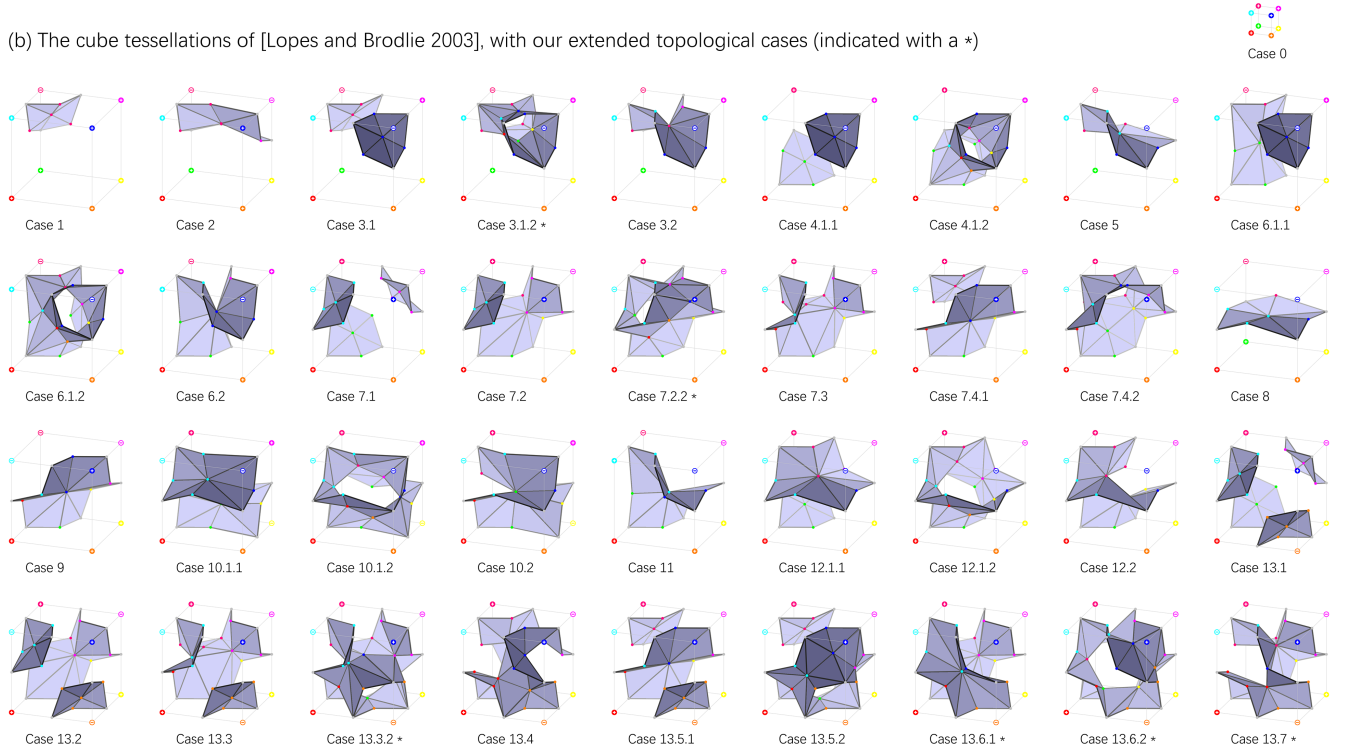 (b) The cube tessellations of [Lopes and Brodlie 2003], with our extended topological cases (indicated with a *)
Case 0
Case 1 Case 2 Case 3.1 Case 3.1.2 * Case 3.2 Case 4.1.1 Case 4.1.2 Case 5 Case 6.1.1
Case 6.1.2 Case 6.2 Case 7.1 Case 7.2 Case 7.2.2 * Case 7.3 Case 7.4.1 Case 7.4.2 Case 8
Case 9 Case 10.1.1 Case 10.1.2 Case 10.2 Case 11 Case 12.1.1 Case 12.1.2 Case 12.2 Case 13.1
Case 13.2 Case 13.3 Case 13.3.2 * Case 13.4 Case 13.5.1 Case 13.5.2 Case 13.6.1 * Case 13.6.2 * Case 13.7 *